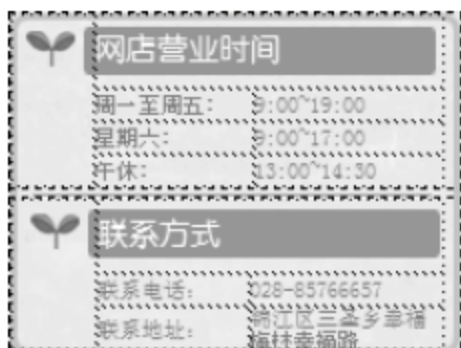 网店营业时间
周一至周五： 9:00~19:00
星期六： 9:00~17:00
午休： 13:00~14:30
联系方式
联系电话： 028-85766657
联系地址： 锦江区三圣乡幸福
梅林幸福路